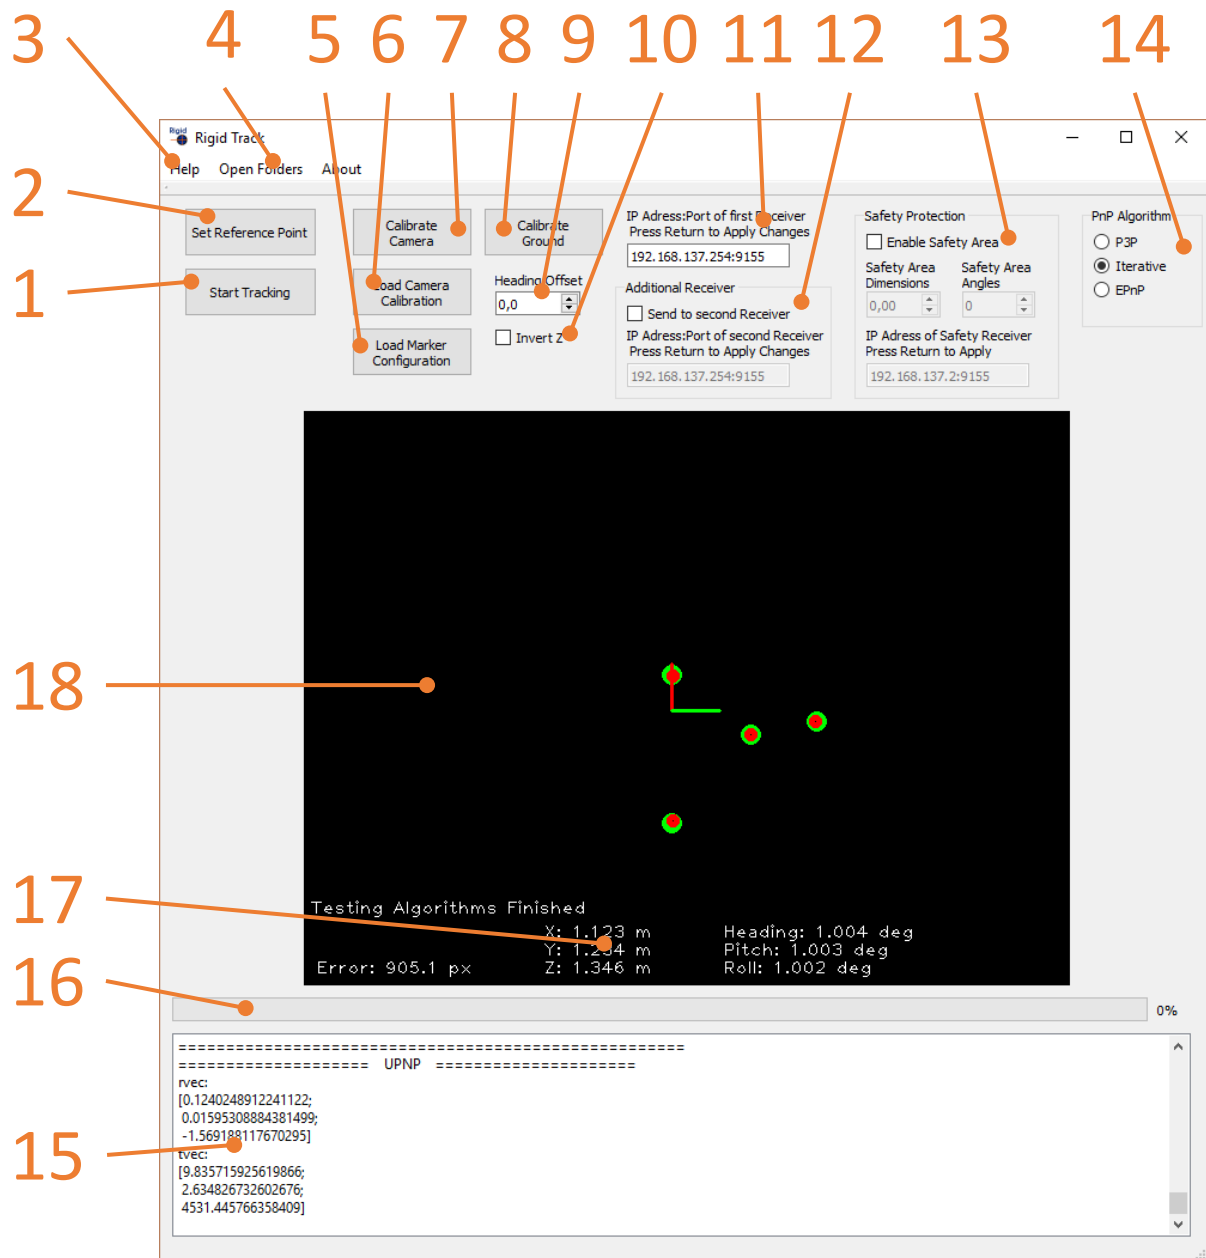 3 4 5 6 7 8 9 10 11 12 13 14
Rigid
Rigid Track
Help Open Folders About
2
Set Reference Point
Calibrate
Camera
Calibrate
Ground
IP Adress:Port of first Receiver
Press Return to Apply Changes
192.168.137.254:9155
Safety Protection
Enable Safety Area
Safety Area
Dimensions
Safety Area
Angles
0,00
0
IP Adress of Safety Receiver
Press Return to Apply
192.168.137.2:9155
PnP Algorithm
P3P
Iterative
EPnP
1
Start Tracking
Load Camera
Calibration
Heading Offset
0,0
Invert Z
Load Marker
Configuration
Additional Receiver
Send to second Receiver
IP Adress:Port of second Receiver
Press Return to Apply Changes
192.168.137.254:9155
18
17
Testing Algorithms Finished
X: 1.123 m Heading: 1.004 deg
Y: 1.234 m Pitch: 1.003 deg
Error: 905.1 px Z: 1.346 m Roll: 1.002 deg
16
0%
=====================================================
==================== UPNP =====================
rvec:
[0.1240248912241122;
0.01595308884381499;
-1.569188117670295]
15
tvec:
[9.835715925619866;
2.634826732602676;
4531.445766358409]